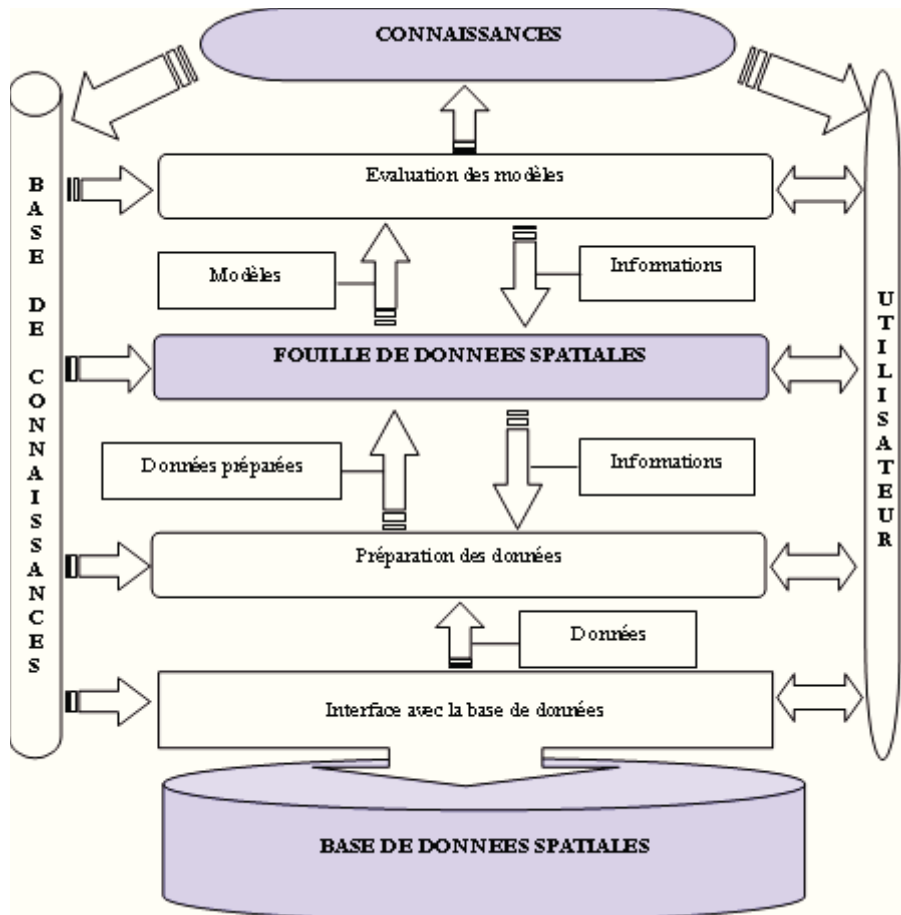 CONNAISSANCES
Evaluation des modèles
Modèles
Informations
FOUILLE DE DONNEES SPATIALES
Données préparées
Informations
Préparation des données
Données
Interface avec la base de données
BASE DE DONNEES SPATIALES
BASE DE CONNAISSANCES
UTILISATEUR